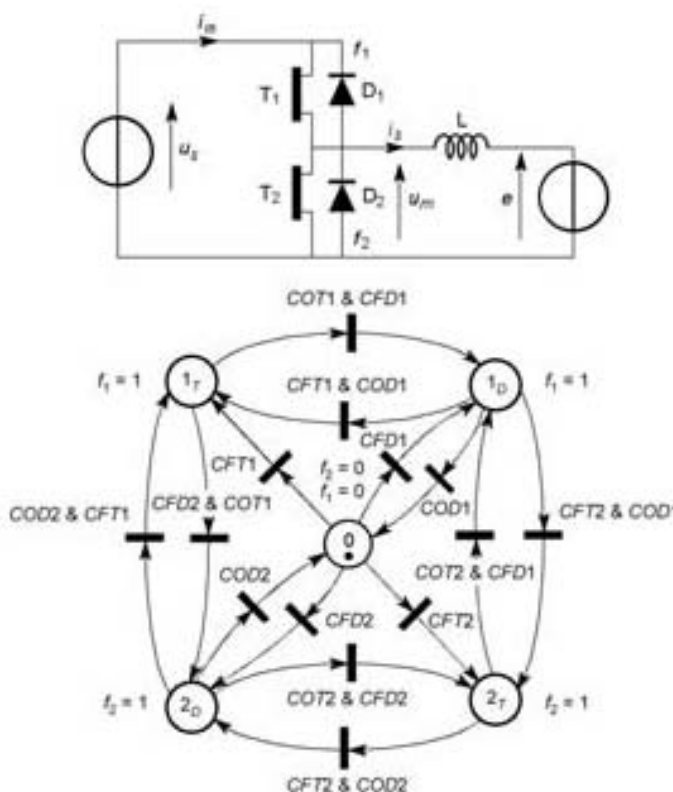 i_m
f_1
T_1
D_1
L
i_s
u_s
T_2
D_2
u_m
e
f_2
COT1 & CFD1
f_1 = 1
1_T
1_D
f_1 = 1
CFT1 & COD1
CFT1
CFD1
f_2 = 0
f_1 = 0
COD2 & CFT1
CFD2 & COT1
COD1
CFT2 & COD1
0
COD2
COT2 & CFD1
CFD2
CFT2
f_2 = 1
2_D
COT2 & CFD2
2_T
f_2 = 1
CFT2 & COD2